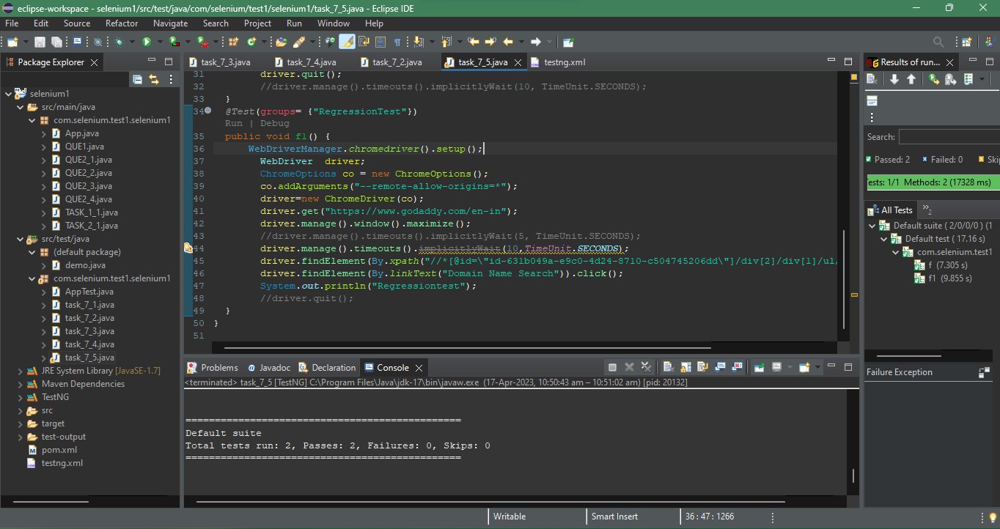 eclipse-workspace - selenium1/src/test/java/com/selenium/test1/selenium1/task_7_5.java - Eclipse IDE
File Edit Source Refactor Navigate Search Project Run Window Help
Package Explorer
selenium1
src/main/java
com.selenium.test1.selenium1
App.java
QUE1.java
QUE2_1.java
QUE2_2.java
QUE2_3.java
QUE2_4.java
TASK_1_1.java
TASK_2_1.java
src/test/java
(default package)
demo.java
com.selenium.test1.selenium1
AppTest.java
task_7_1.java
task_7_2.java
task_7_3.java
task_7_4.java
task_7_5.java
JRE System Library [JavaSE-1.7]
Maven Dependencies
TestNG
src
target
test-output
pom.xml
testng.xml
task_7_3.java task_7_4.java task_7_2.java task_7_5.java testng.xml
31 driver.quit();
32 //driver.manage().timeouts().implicitlyWait(10, TimeUnit.SECONDS);
33 }
34 @Test(groups= {"RegressionTest"})
Run | Debug
35 public void f1() {
36 WebDriverManager.chromedriver().setup();
37 WebDriver driver;
38 ChromeOptions co = new ChromeOptions();
39 co.addArguments("--remote-allow-origins=*");
40 driver=new ChromeDriver(co);
41 driver.get("https://www.godaddy.com/en-in");
42 driver.manage().window().maximize();
43 //driver.manage().timeouts().implicitlyWait(5, TimeUnit.SECONDS);
44 driver.manage().timeouts().implicitlyWait(10,TimeUnit.SECONDS);
45 driver.findElement(By.xpath("//*[@id=\"id-631b049a-e9c0-4d24-8710-c504745206dd\"]/div[2]/div[1]/ul/
46 driver.findElement(By.linkText("Domain Name Search")).click();
47 System.out.println("Regressiontest");
48 //driver.quit();
49 }
50 }
51
Problems Javadoc Declaration Console
<terminated> task_7_5 [TestNG] C:\Program Files\Java\jdk-17\bin\javaw.exe (17-Apr-2023, 10:50:43 am – 10:51:02 am) [pid: 20132]
===============================================
Default suite
Total tests run: 2, Passes: 2, Failures: 0, Skips: 0
===============================================
Results of run...
Search:
Passed: 2 Failed: 0 Ski
ests: 1/1 Methods: 2 (17328 ms)
All Tests 2
Default suite ( 2/0/0/0 ) (1
Default test ( 17.16 s)
com.selenium.test1
f (7.305 s)
f1 (9.855 s)
Failure Exception
Writable Smart Insert 36 : 47 : 1266